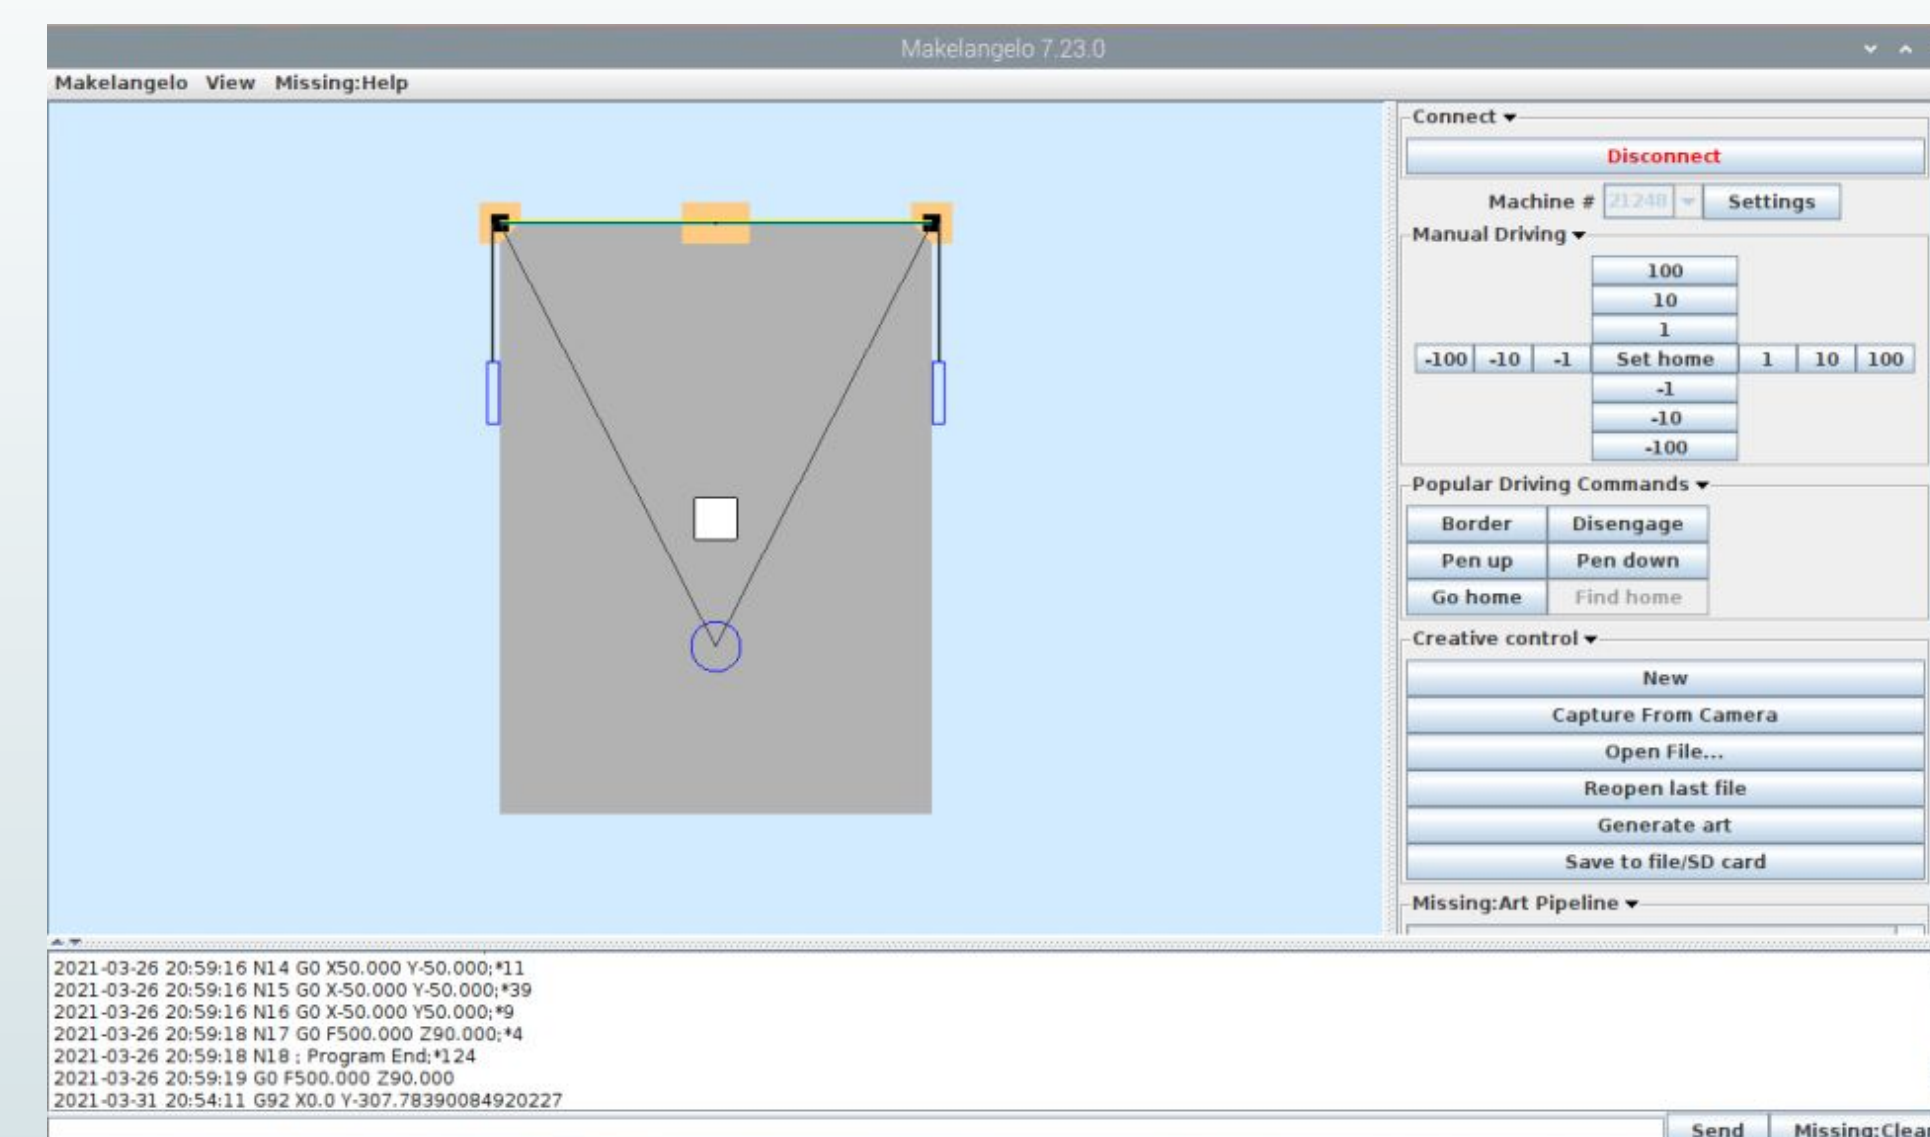 Makelangelo 7.23.0
Makelangelo View Missing:Help
Connect
Disconnect
Machine # 21248 Settings
Manual Driving
100
10
1
-100 -10 -1 Set home 1 10 100
-1
-10
-100
Popular Driving Commands
Border Disengage
Pen up Pen down
Go home Find home
Creative control
New
Capture From Camera
Open File...
Reopen last file
Generate art
Save to file/SD card
Missing:Art Pipeline
2021-03-26 20:59:16 N14 G0 X50.000 Y-50.000;*11
2021-03-26 20:59:16 N15 G0 X-50.000 Y-50.000;*39
2021-03-26 20:59:16 N16 G0 X-50.000 Y50.000;*9
2021-03-26 20:59:18 N17 G0 F500.000 Z90.000;*4
2021-03-26 20:59:18 N18 ; Program End;*124
2021-03-26 20:59:19 G0 F500.000 Z90.000
2021-03-31 20:54:11 G92 X0.0 Y-307.78390084920227
Send Missing:Clear